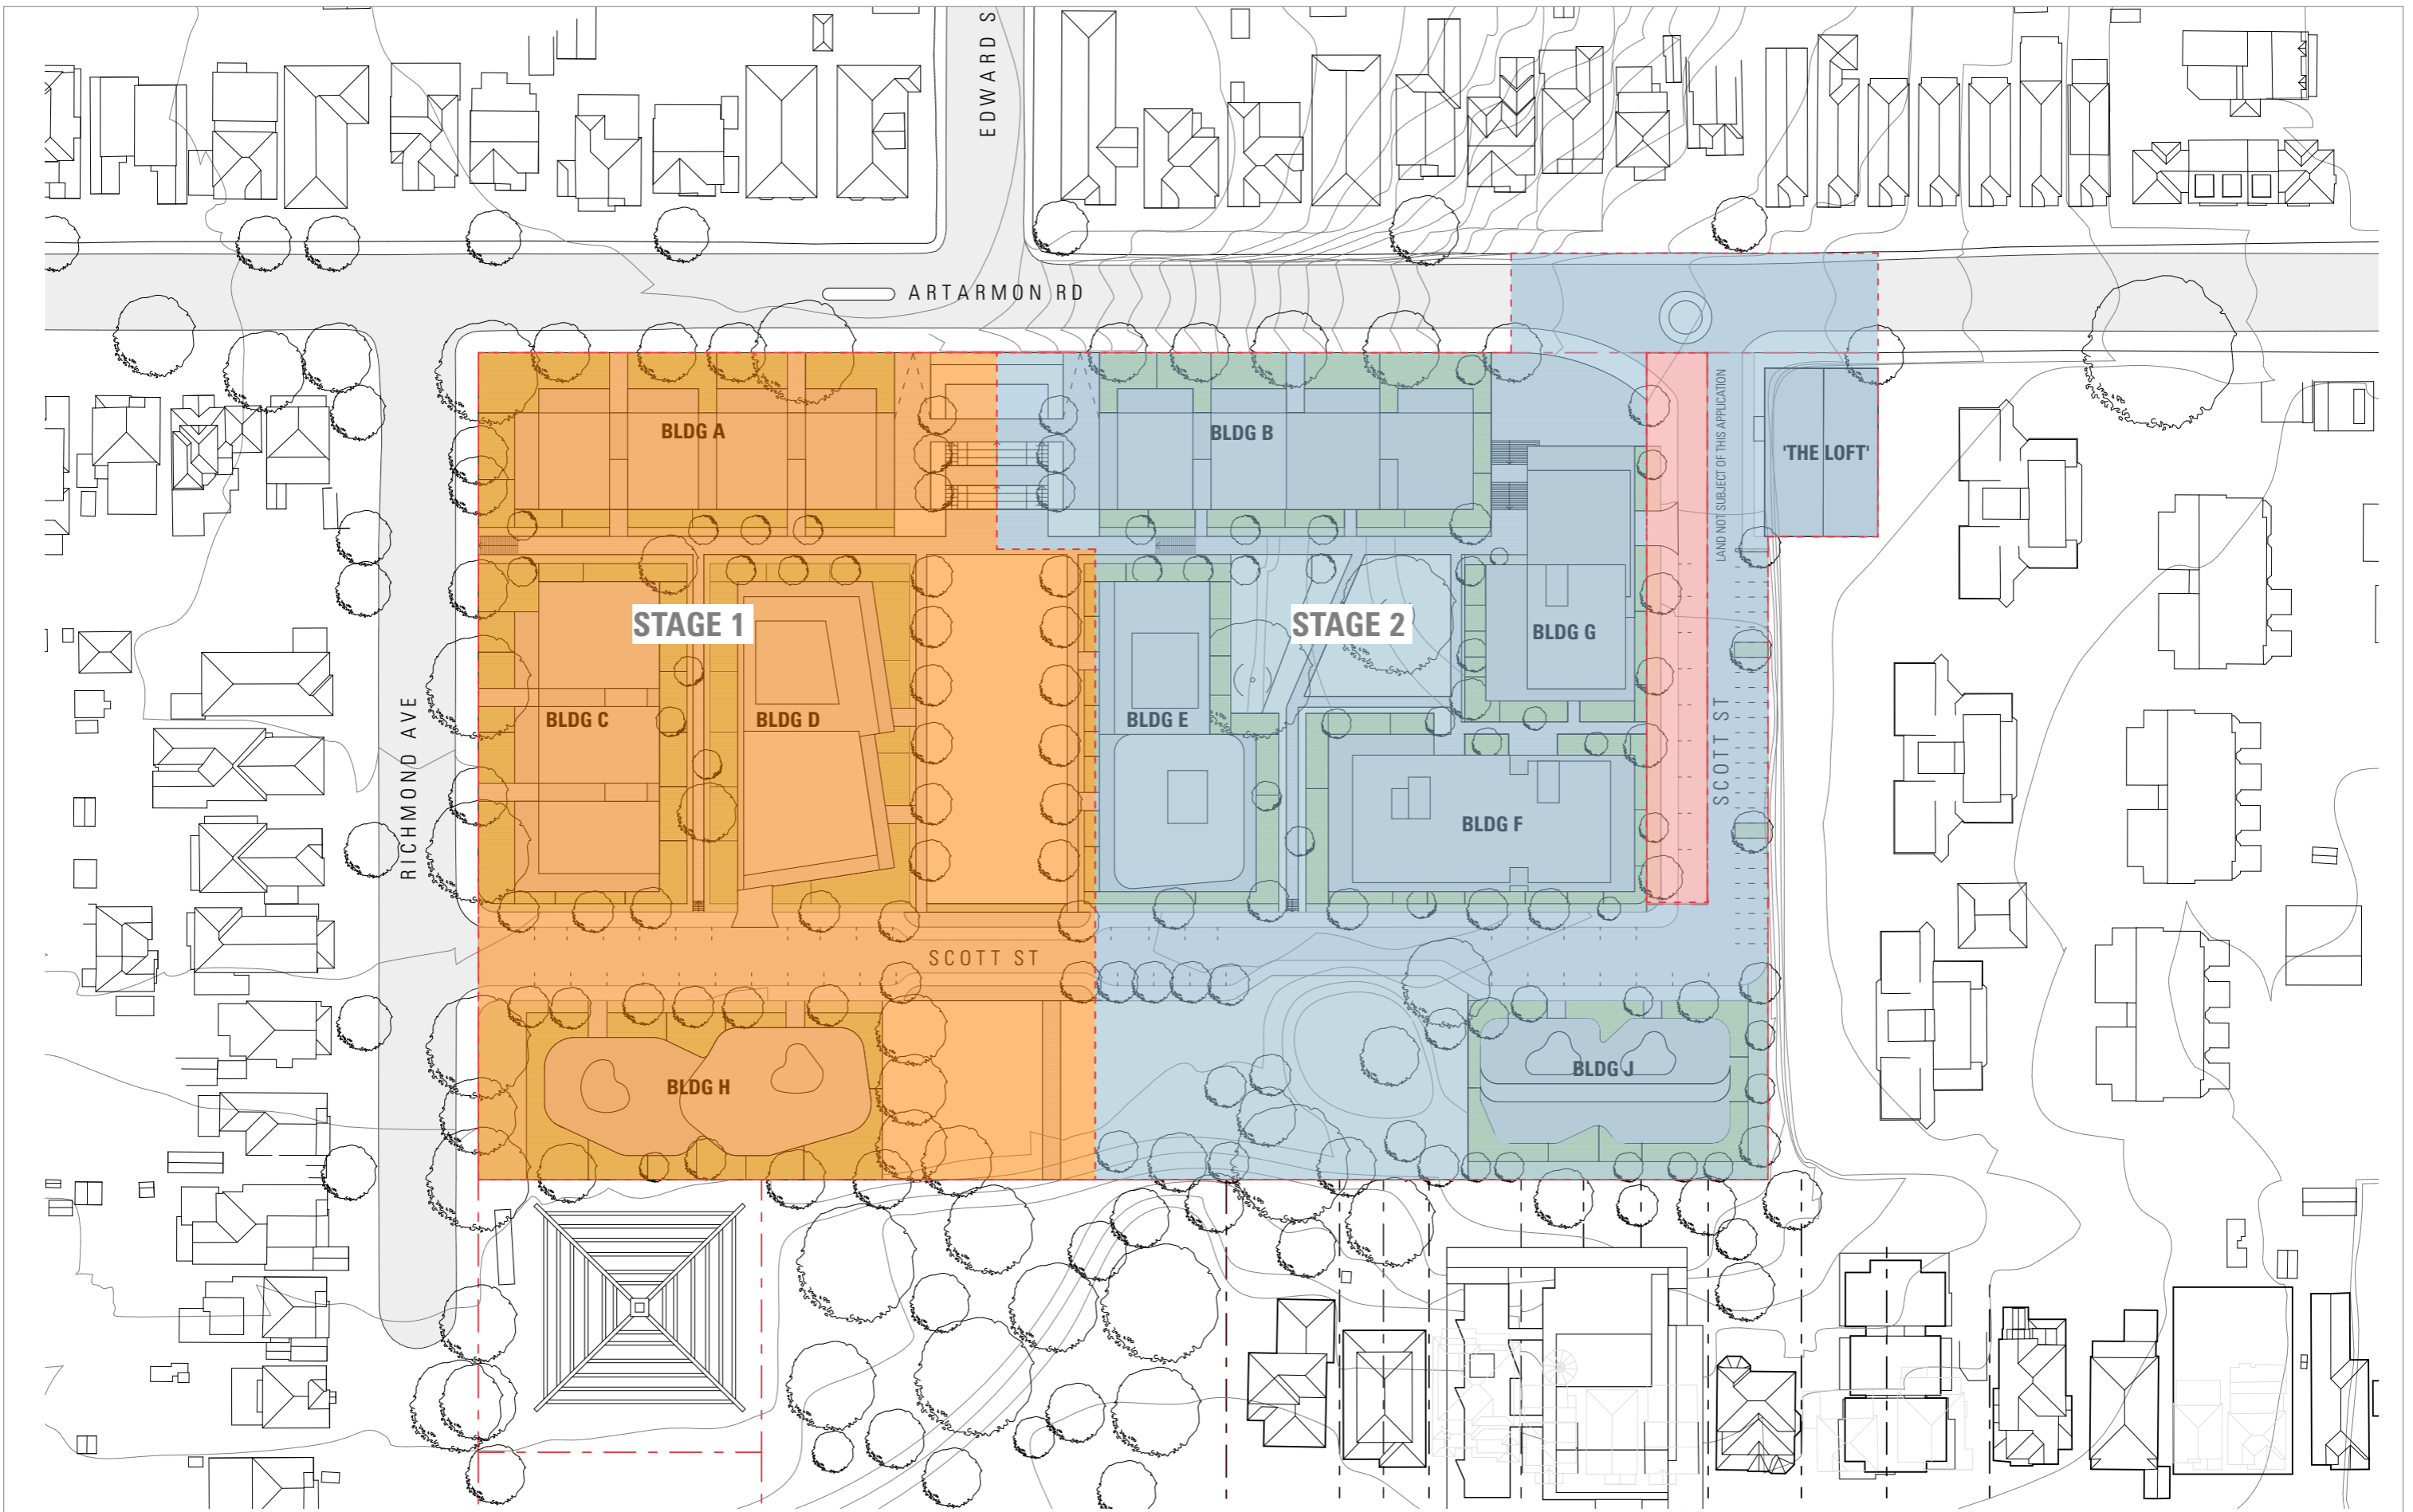 EDWARD S
ARTARMON RD
BLDG A
BLDG B
'THE LOFT'
LAND NOT SUBJECT OF THIS APPLICATION
STAGE 1
STAGE 2
BLDG G
RICHMOND AVE
BLDG C
BLDG D
BLDG E
SCOTT ST
BLDG F
SCOTT ST
BLDG H
BLDG J